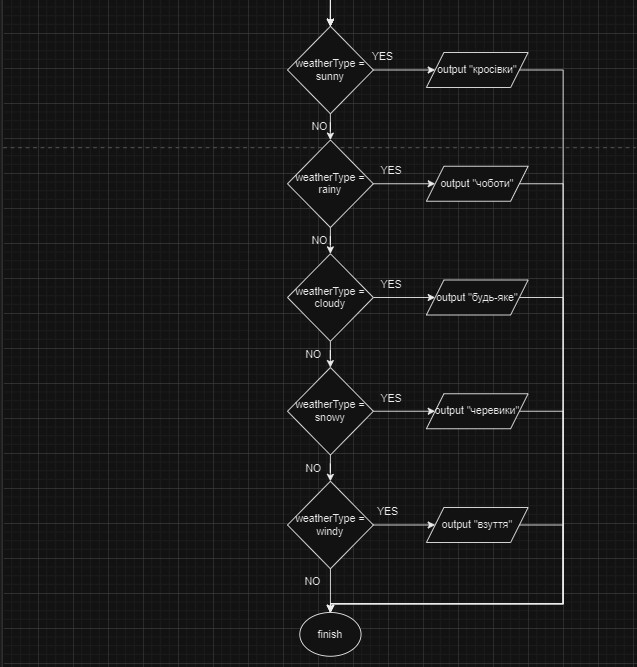 weatherType =
sunny
YES
output "кросівки"
NO
weatherType =
rainy
YES
output "чоботи"
NO
weatherType =
cloudy
YES
output "будь-яке"
NO
weatherType =
snowy
YES
output "черевики"
NO
weatherType =
windy
YES
output "взуття"
NO
finish